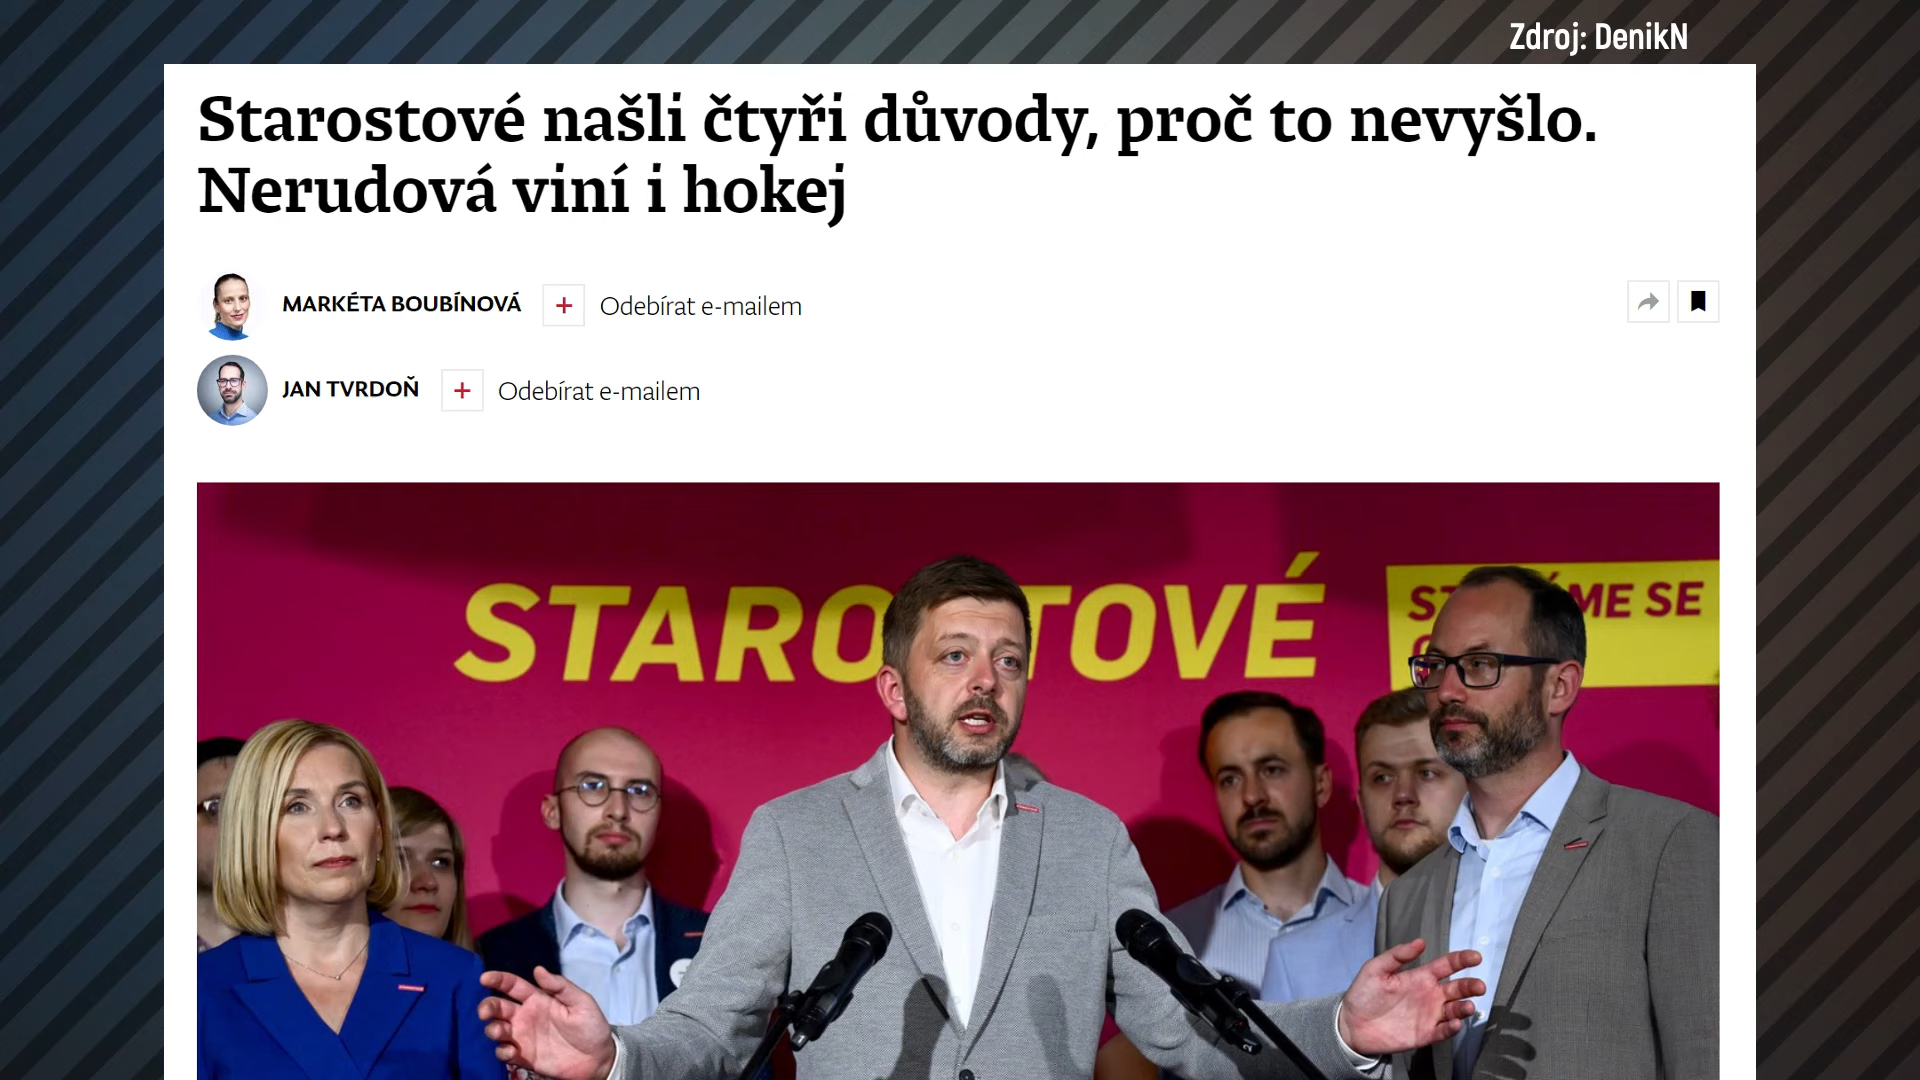 Zdroj: DenikN
Starostové našli čtyři důvody, proč to nevyšlo.
Nerudová viní i hokej
MARKÉTA BOUBÍNOVÁ + Odebírat e-mailem
JAN TVRDOŇ + Odebírat e-mailem
STAROSTOVÉ
SE